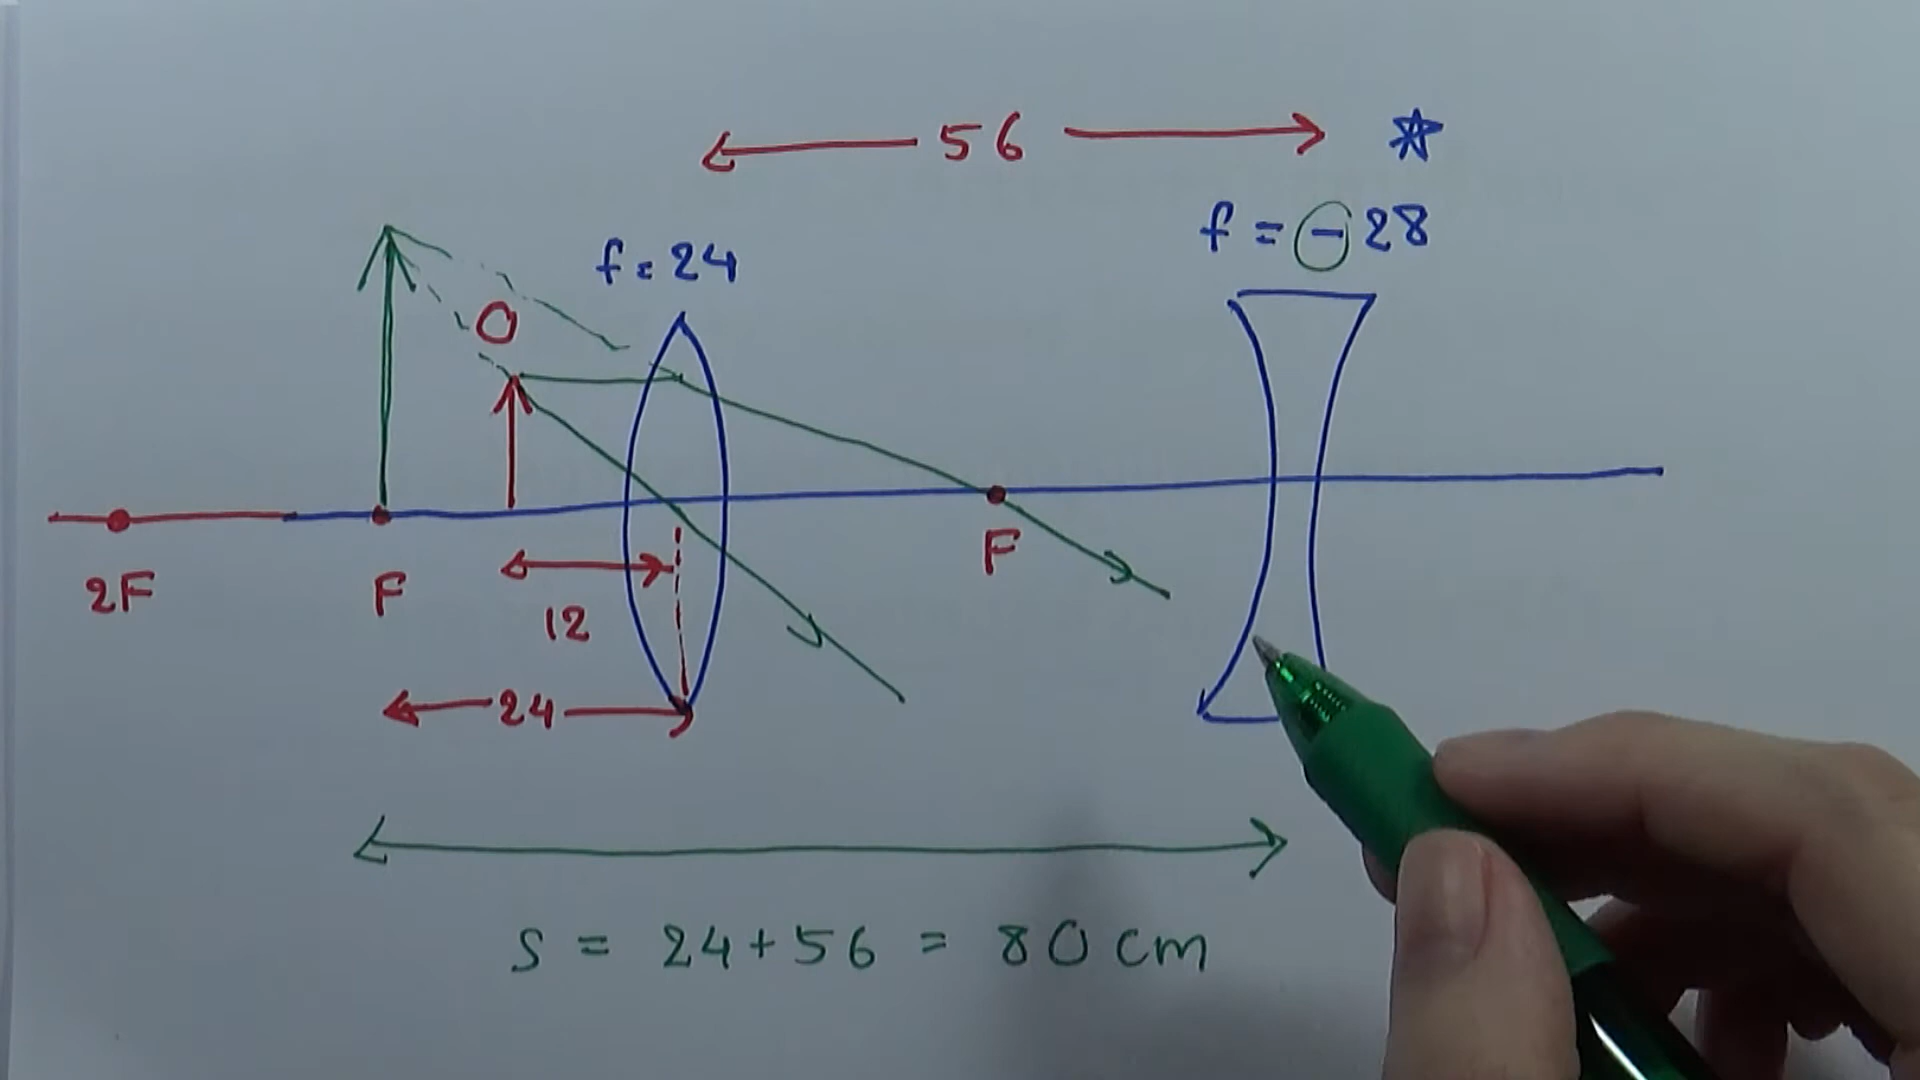 56
f = -28
f = 24
O
F
2F
F
12
24
S = 24 + 56 = 80 cm